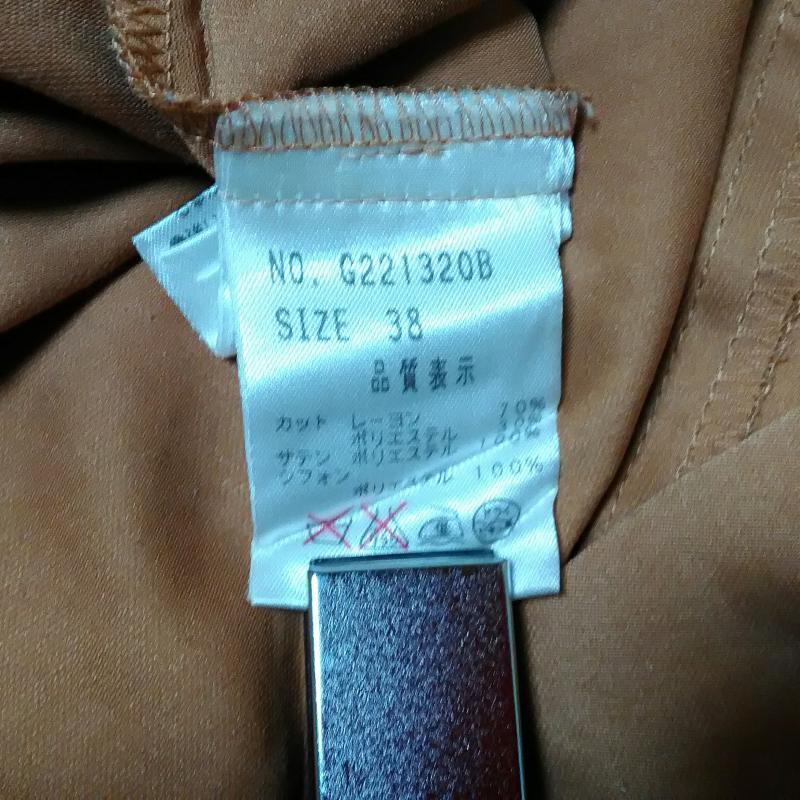 NO. G221320B
SIZE 38
品質表示
カット レーヨン 70%
ポリエステル 30%
サテン ポリエステル 100%
シフォン
ポリエステル 100%